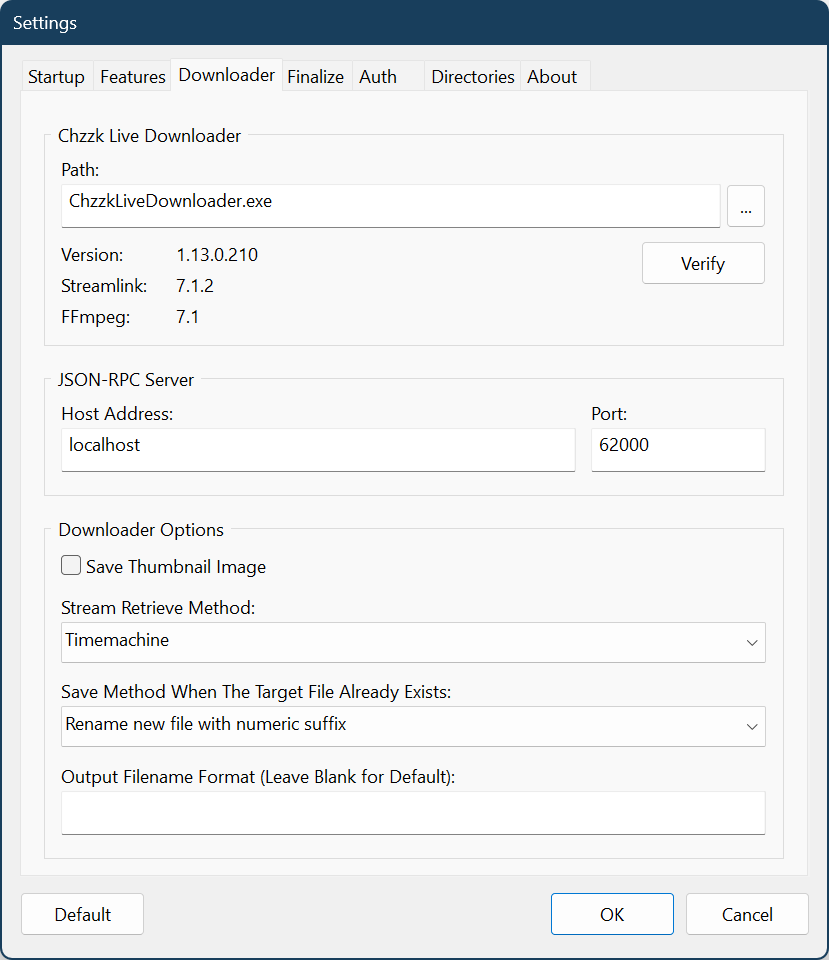 Settings
Startup Features Downloader Finalize Auth Directories About
Chzzk Live Downloader
Path:
ChzzkLiveDownloader.exe
...
Version: 1.13.0.210
Verify
Streamlink: 7.1.2
FFmpeg: 7.1
JSON-RPC Server
Host Address: Port:
localhost 62000
Downloader Options
Save Thumbnail Image
Stream Retrieve Method:
Timemachine
Save Method When The Target File Already Exists:
Rename new file with numeric suffix
Output Filename Format (Leave Blank for Default):
Default OK Cancel